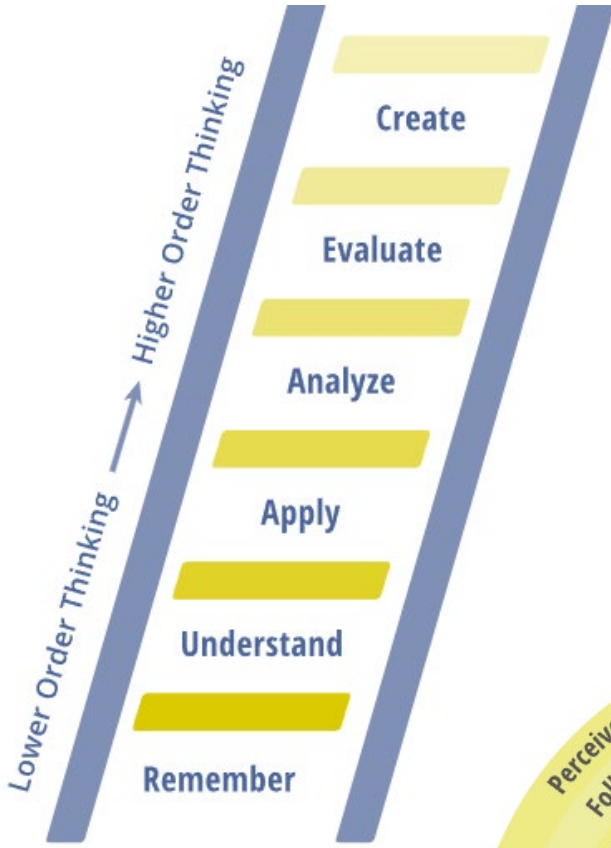 Create
Evaluate
Higher Order Thinking
Analyze
Apply
Lower Order Thinking
Understand
Remember